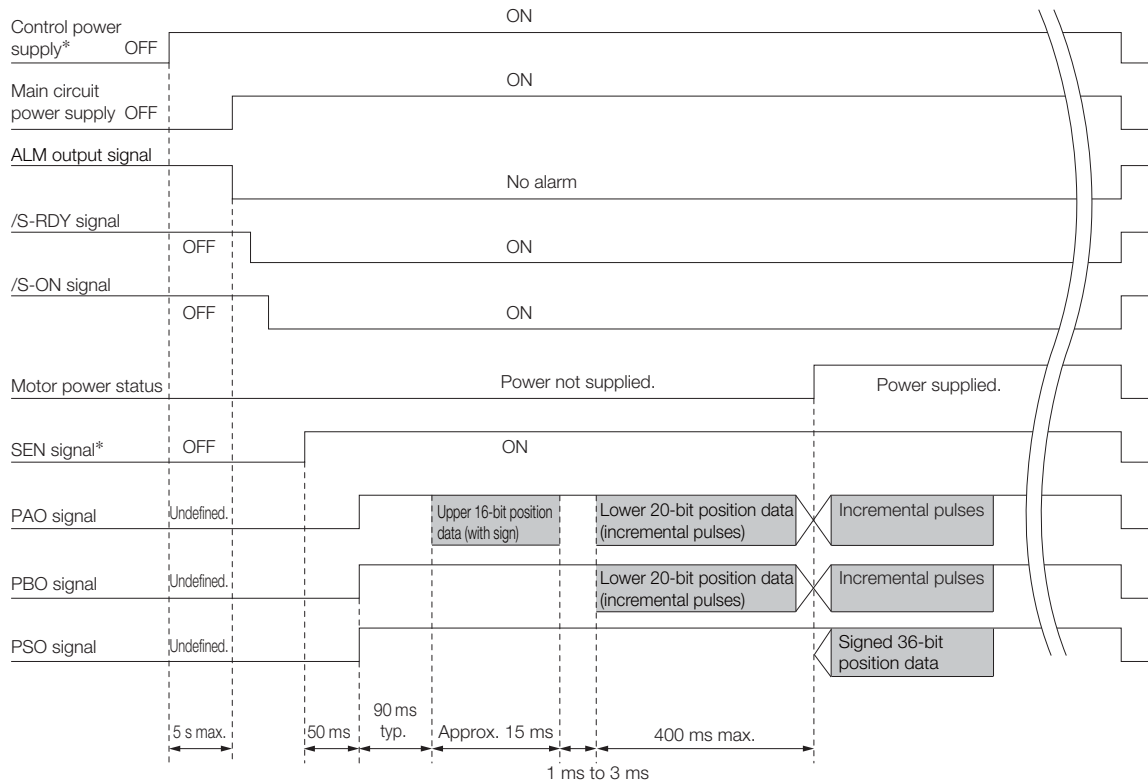 ON
Control power
supply* OFF
ON
Main circuit
power supply OFF
ALM output signal
No alarm
/S-RDY signal
OFF ON
/S-ON signal
OFF ON
Motor power status Power not supplied. Power supplied.
SEN signal* OFF ON
PAO signal Undefined. Upper 16-bit position
data (with sign) Lower 20-bit position data
(incremental pulses) Incremental pulses
PBO signal Undefined. Lower 20-bit position data
(incremental pulses) Incremental pulses
PSO signal Undefined. Signed 36-bit
position data
5 s max. 50 ms 90 ms
typ. Approx. 15 ms 400 ms max.
1 ms to 3 ms